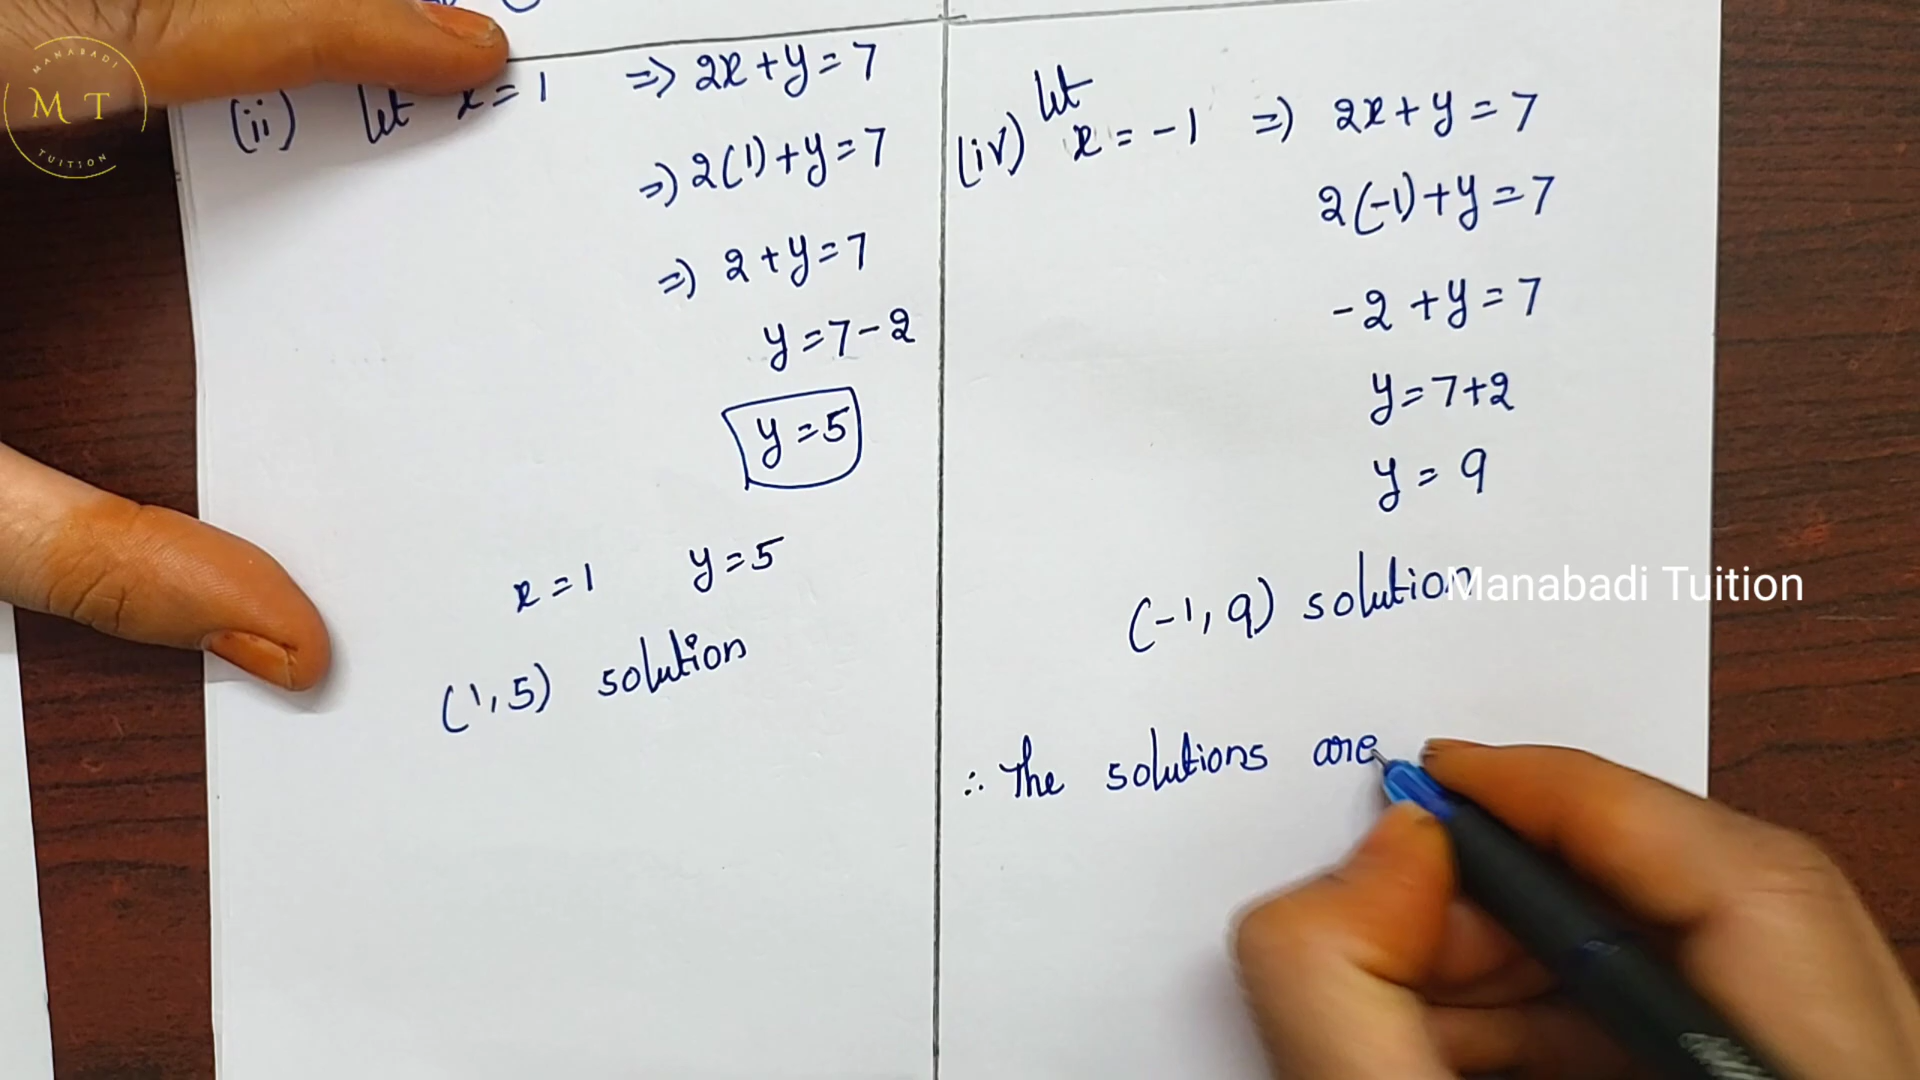 MANABADI
MT
TUITION
(ii) let x = 1 => 2x + y = 7
=> 2(1) + y = 7
=> 2 + y = 7
y = 7 - 2
y = 5
x = 1 y = 5
(1, 5) solution
(iv) let x = -1 => 2x + y = 7
2(-1) + y = 7
-2 + y = 7
y = 7 + 2
y = 9
(-1, 9) solution
Manabadi Tuition
∴ The solutions are